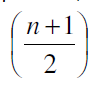 (n+1 / 2)